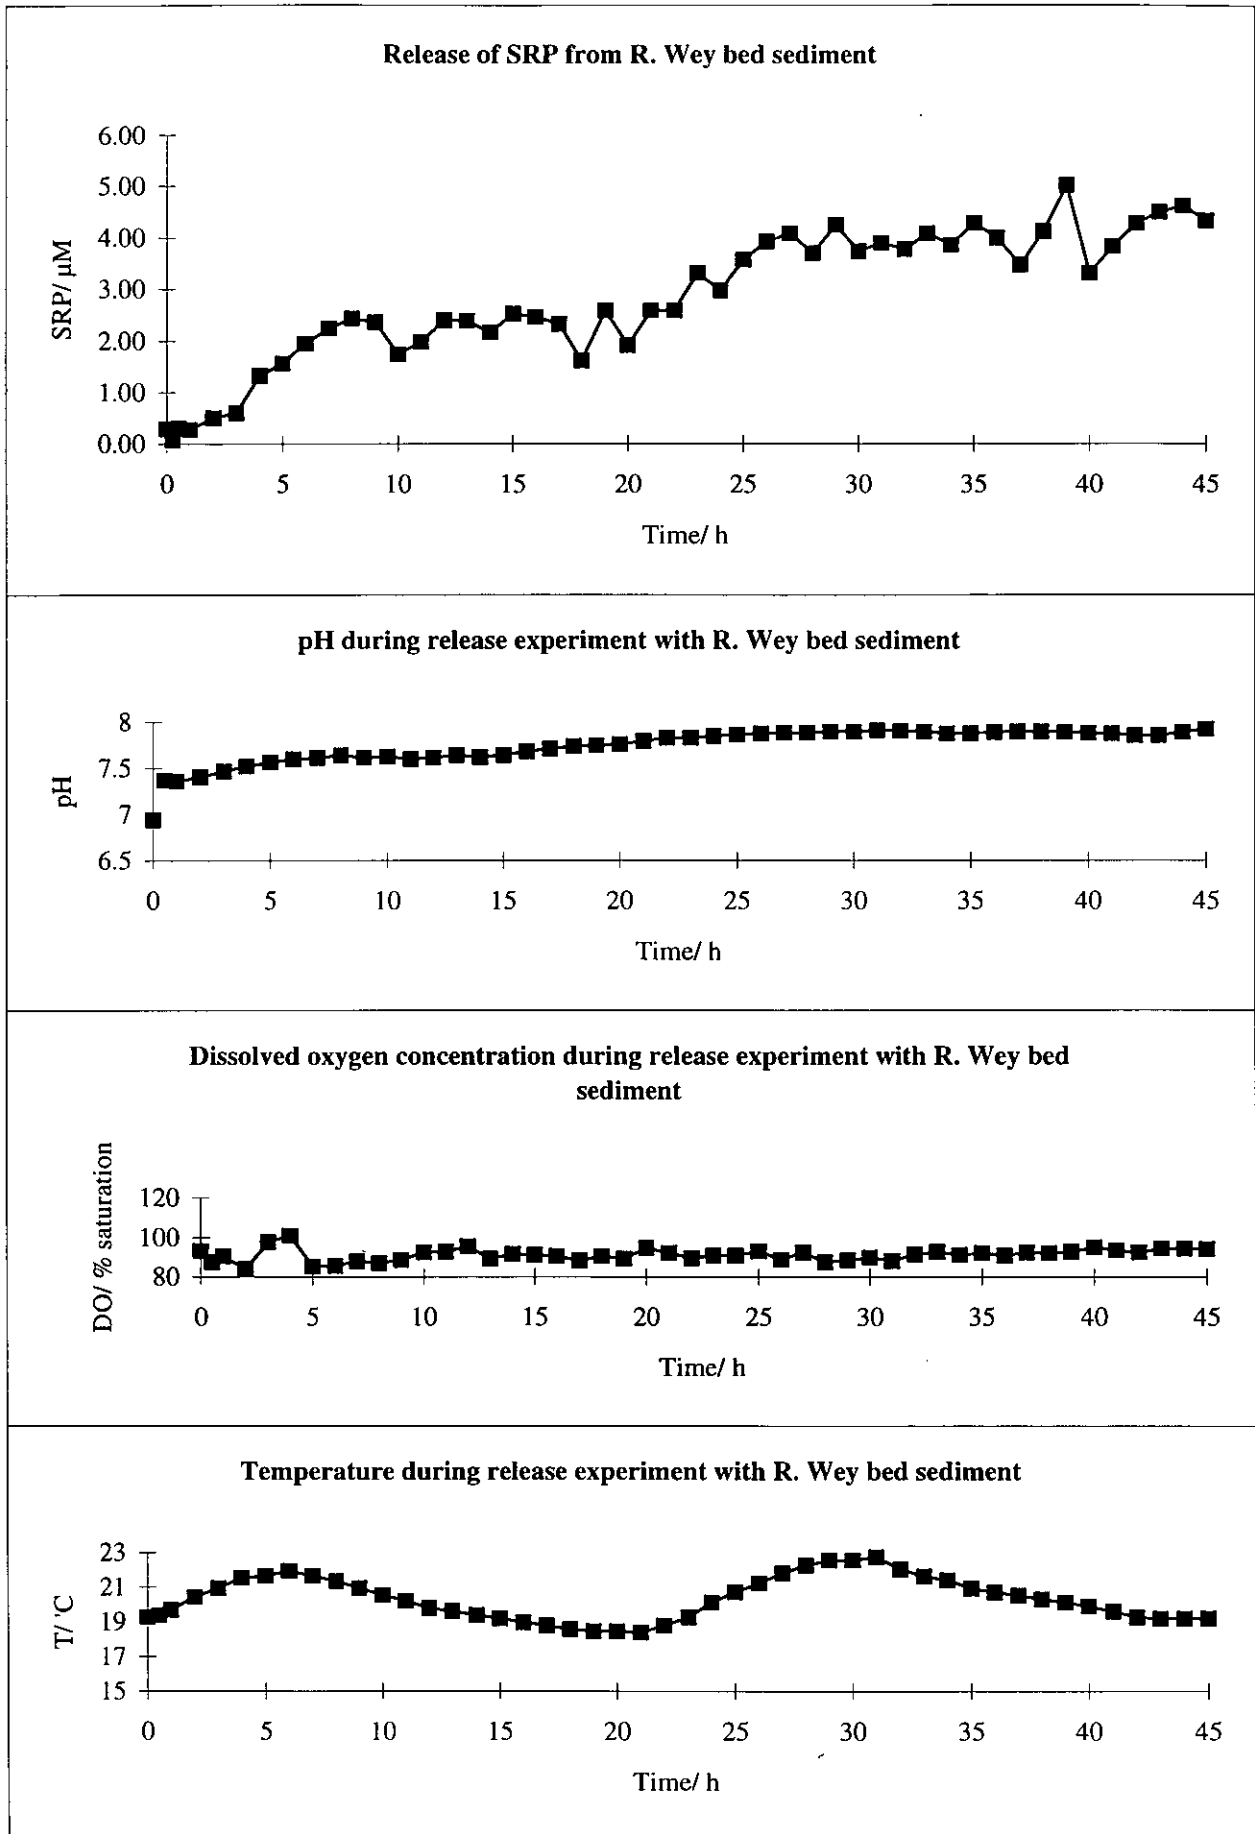 Release of SRP from R. Wey bed sediment
6.00
5.00
4.00
3.00
2.00
1.00
0.00
SRP/ μM
0 5 10 15 20 25 30 35 40 45
Time/ h
pH during release experiment with R. Wey bed sediment
8
7.5
7
6.5
pH
0 5 10 15 20 25 30 35 40 45
Time/ h
Dissolved oxygen concentration during release experiment with R. Wey bed
sediment
120
100
80
DO/ % saturation
0 5 10 15 20 25 30 35 40 45
Time/ h
Temperature during release experiment with R. Wey bed sediment
23
21
19
17
15
T/ 'C
0 5 10 15 20 25 30 35 40 45
Time/ h